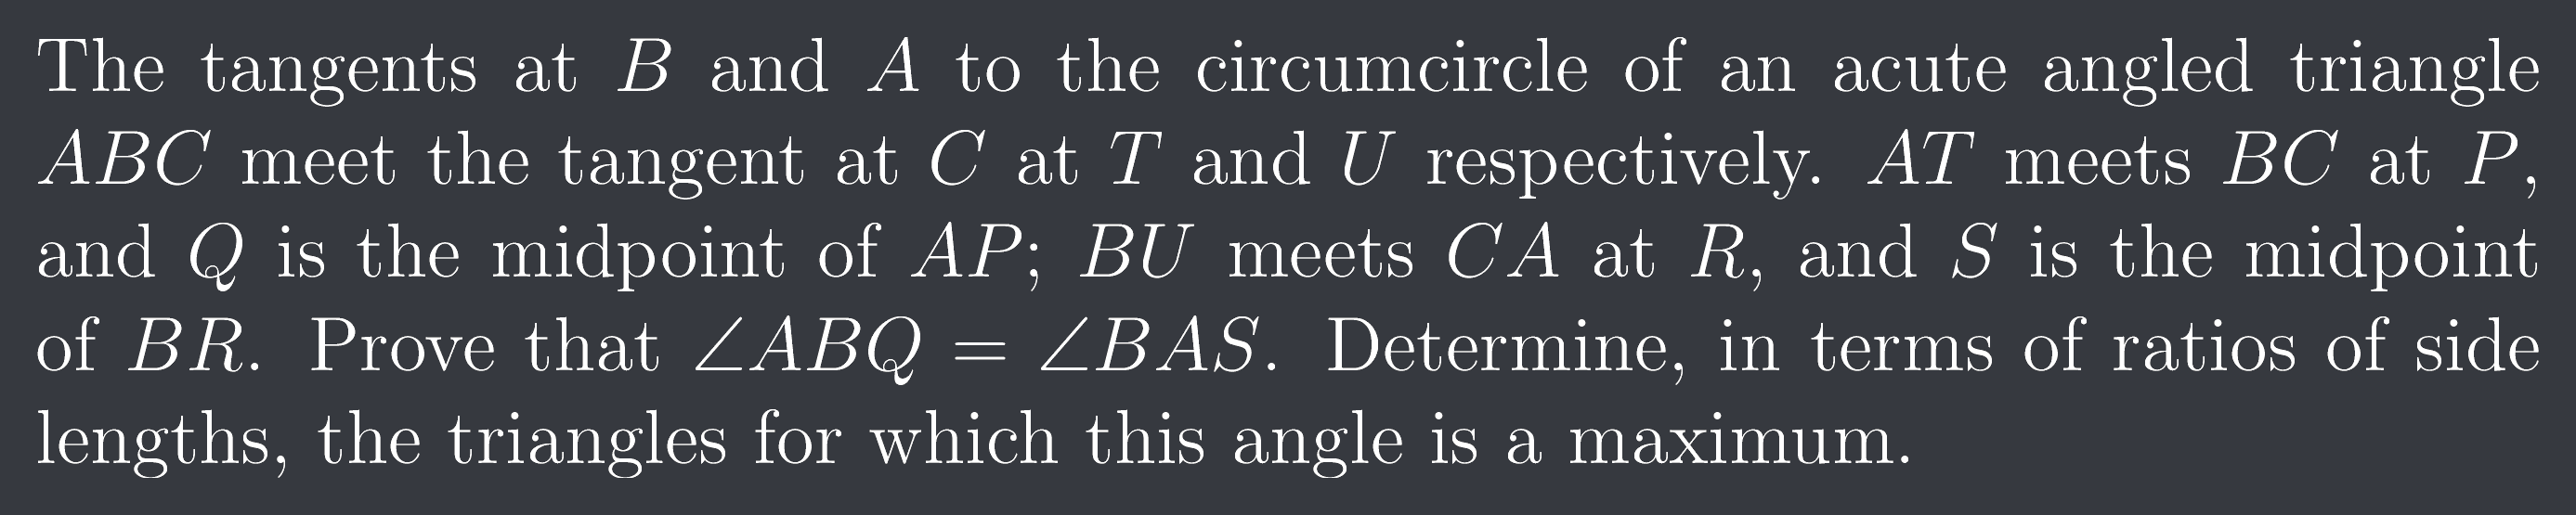 The tangents at B and A to the circumcircle of an acute angled triangle
ABC meet the tangent at C at T and U respectively. AT meets BC at P,
and Q is the midpoint of AP; BU meets CA at R, and S is the midpoint
of BR. Prove that ∠ABQ = ∠BAS. Determine, in terms of ratios of side
lengths, the triangles for which this angle is a maximum.